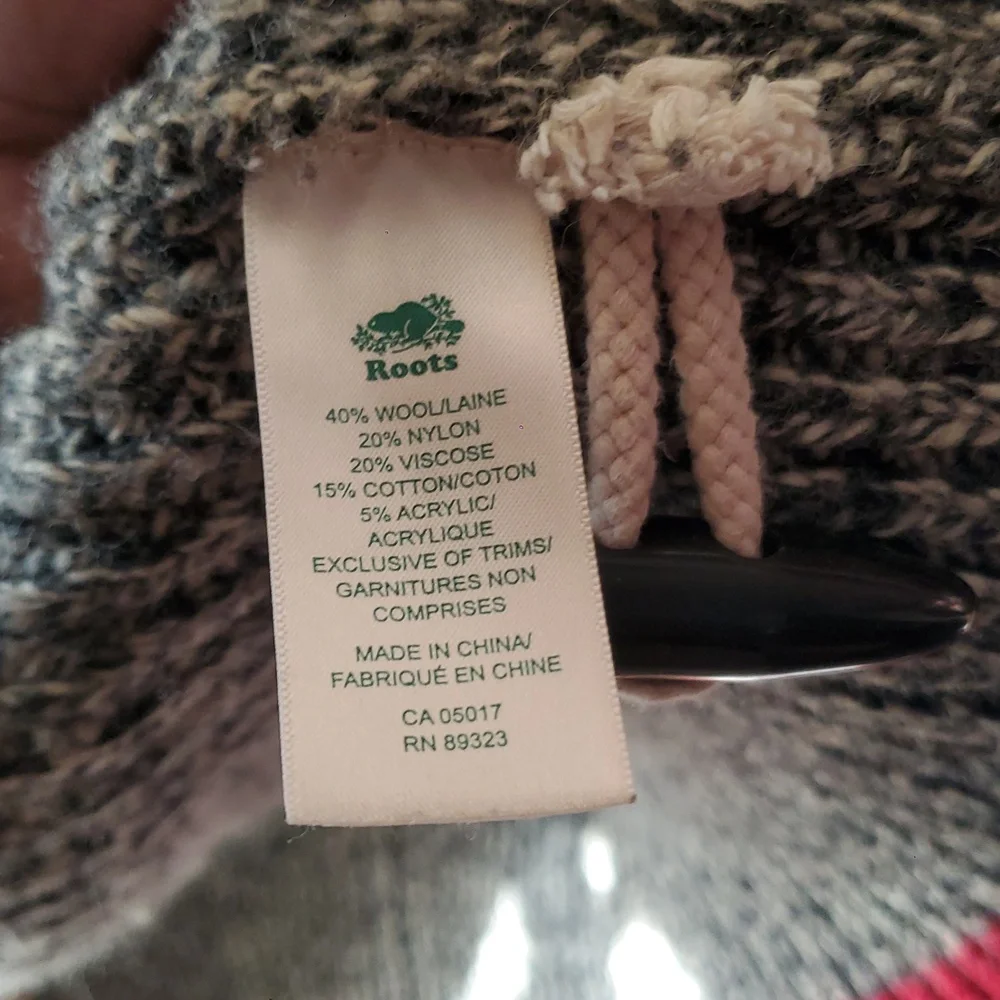 Roots
40% WOOL/LAINE
20% NYLON
20% VISCOSE
15% COTTON/COTON
5% ACRYLIC/
ACRYLIQUE
EXCLUSIVE OF TRIMS/
GARNITURES NON
COMPRISES
MADE IN CHINA/
FABRIQUÉ EN CHINE
CA 05017
RN 89323